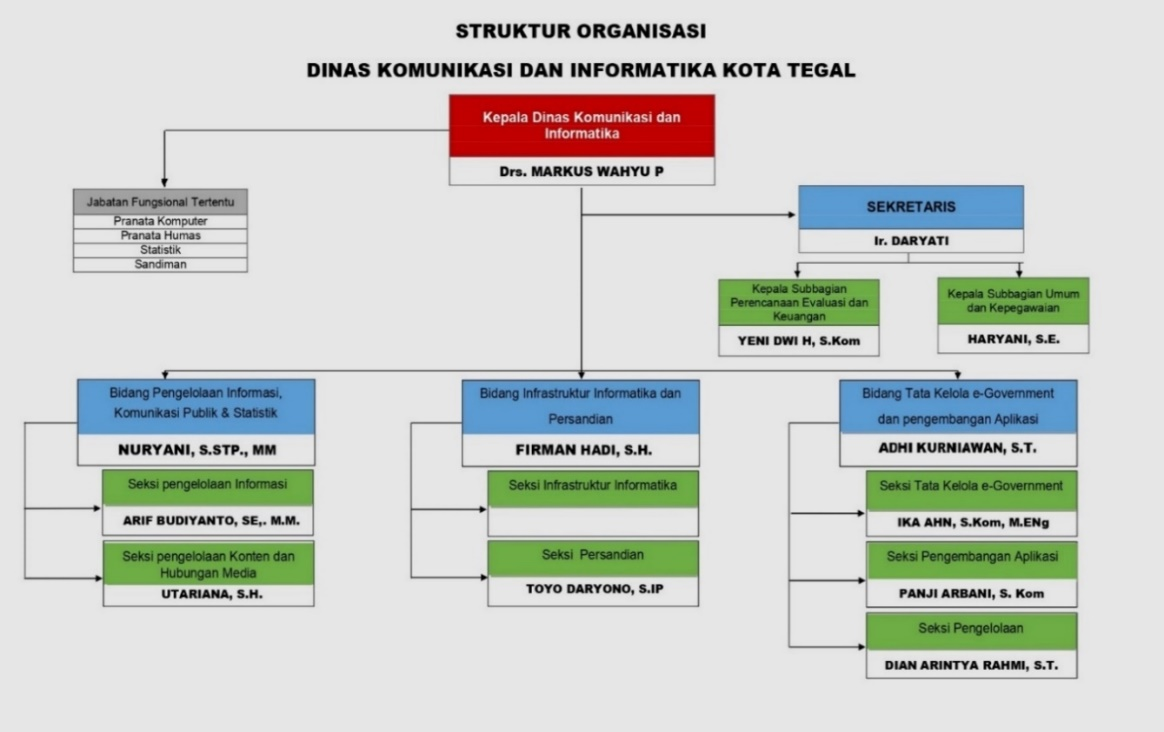 STRUKTUR ORGANISASI
DINAS KOMUNIKASI DAN INFORMATIKA KOTA TEGAL
Kepala Dinas Komunikasi dan
Informatika
Drs. MARKUS WAHYU P
Jabatan Fungsional Tertentu
Pranata Komputer
Pranata Humas
Statistik
Sandiman
SEKRETARIS
Ir. DARYATI
Kepala Subbagian
Perencanaan Evaluasi dan
Keuangan
YENI DWI H, S.Kom
Kepala Subbagian Umum
dan Kepegawaian
HARYANI, S.E.
Bidang Pengelolaan Informasi,
Komunikasi Publik & Statistik
NURYANI, S.STP., MM
Seksi pengelolaan Informasi
ARIF BUDIYANTO, SE,. M.M.
Seksi pengelolaan Konten dan
Hubungan Media
UTARIANA, S.H.
Bidang Infrastruktur Informatika dan
Persandian
FIRMAN HADI, S.H.
Seksi Infrastruktur Informatika
Seksi Persandian
TOYO DARYONO, S.IP
Bidang Tata Kelola e-Government
dan pengembangan Aplikasi
ADHI KURNIAWAN, S.T.
Seksi Tata Kelola e-Government
IKA AHN, S.Kom, M.ENg
Seksi Pengembangan Aplikasi
PANJI ARBANI, S. Kom
Seksi Pengelolaan
DIAN ARINTYA RAHMI, S.T.